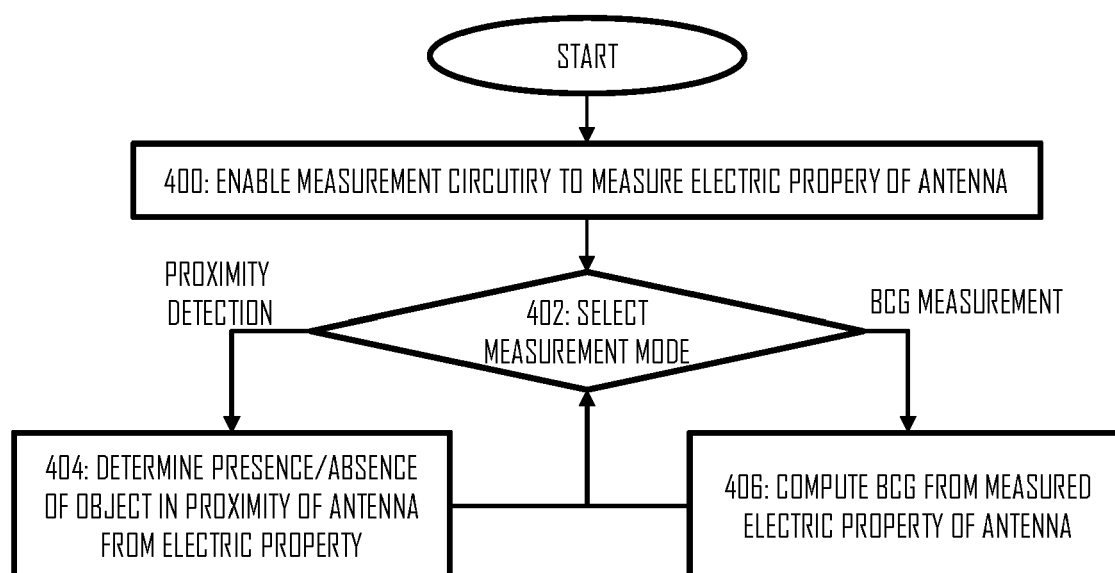 START
400: ENABLE MEASUREMENT CIRCUTIRY TO MEASURE ELECTRIC PROPERY OF ANTENNA
PROXIMITY
DETECTION
402: SELECT
MEASUREMENT MODE
BCG MEASUREMENT
404: DETERMINE PRESENCE/ABSENCE
OF OBJECT IN PROXIMITY OF ANTENNA
FROM ELECTRIC PROPERTY
406: COMPUTE BCG FROM MEASURED
ELECTRIC PROPERTY OF ANTENNA